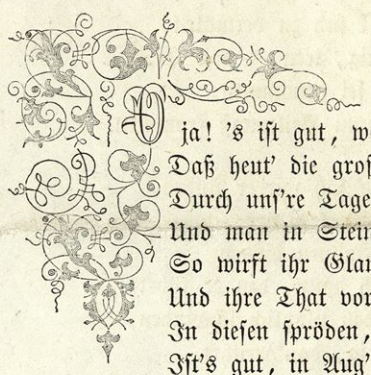 O ja! 's ist gut, w
Daß heut' die groß
Durch uns're Tage
Und man in Stein
So wirft ihr Glan
Und ihre That vor
In diesen spröden,
Ist's gut, in Aug'